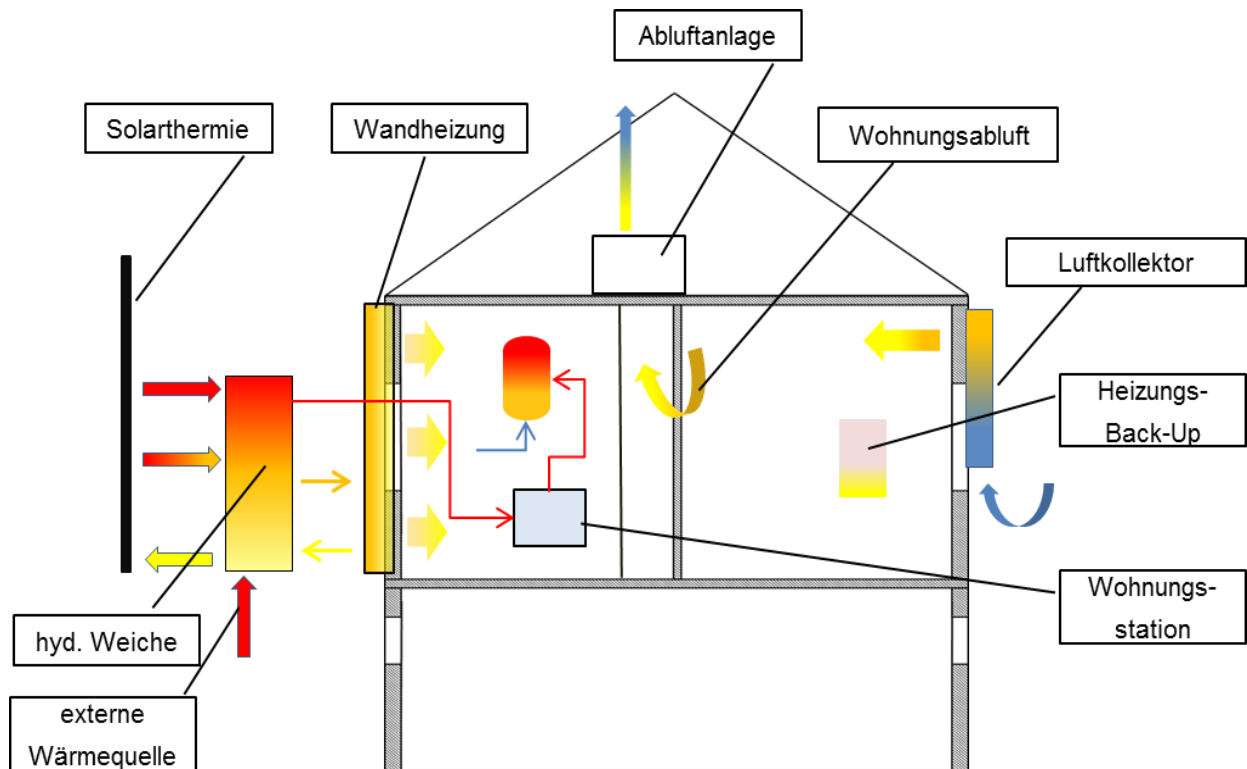 Abluftanlage
Solarthermie
Wandheizung
Wohnungsabluft
Luftkollektor
Heizungs-
Back-Up
Wohnungs-
station
hyd. Weiche
externe
Wärmequelle